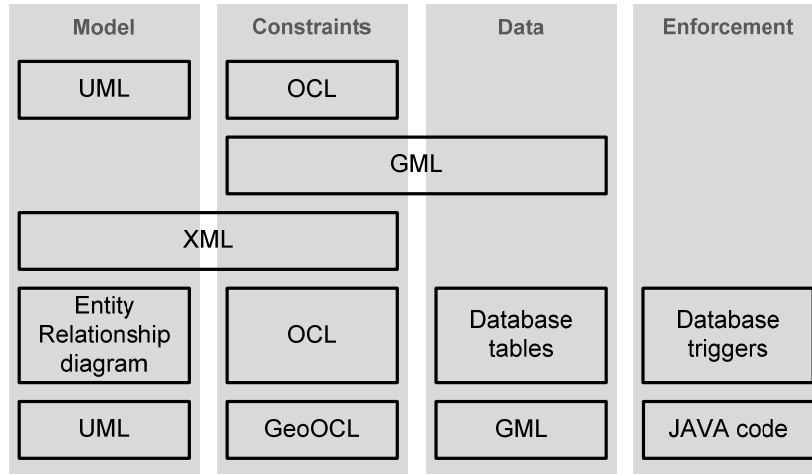 Model
Constraints
Data
Enforcement
UML
OCL
GML
XML
Entity
Relationship
diagram
OCL
Database
tables
Database
triggers
UML
GeoOCL
GML
JAVA code